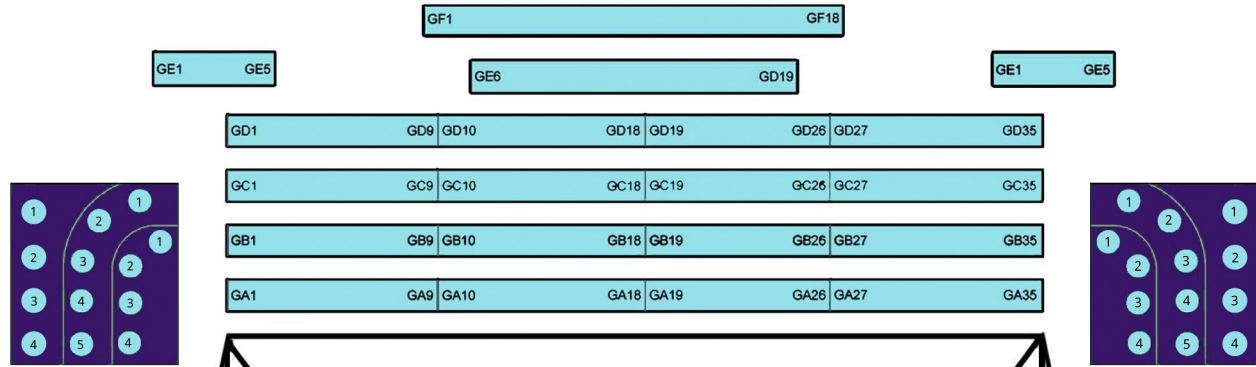 GF1 GF18
GE1 GE5 GE6 GD19 GE1 GE5
GD1 GD9 GD10 GD18 GD19 GD26 GD27 GD35
GC1 GC9 GC10 GC18 GC19 GC26 GC27 GC35
1 2 1 1 2 1
1 1
2 3 2 2 3 2
GB1 GB9 GB10 GB18 GB19 GB26 GB27 GB35
3 4 3 3 4 3
GA1 GA9 GA10 GA18 GA19 GA26 GA27 GA35
4 5 4 4 5 4